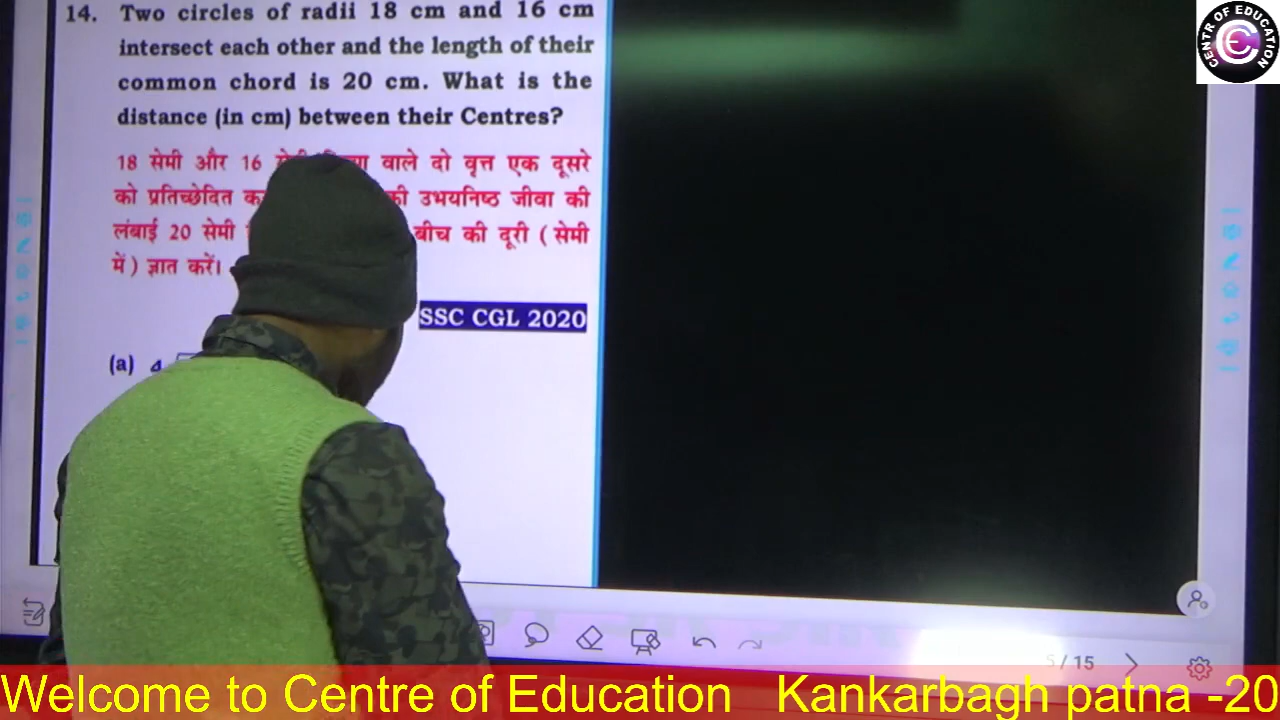 14. Two circles of radii 18 cm and 16 cm
intersect each other and the length of their
common chord is 20 cm. What is the
distance (in cm) between their Centres?
18 सेमी और 16 वाले दो वृत्त एक दूसरे
को प्रतिच्छेदित की उभयनिष्ठ जीवा की
लंबाई 20 सेमी बीच की दूरी ( सेमी
में ) ज्ञात करें।
SSC CGL 2020
(a)
5 / 15
CENTR OF EDUCATION
Welcome to Centre of Education Kankarbagh patna -20